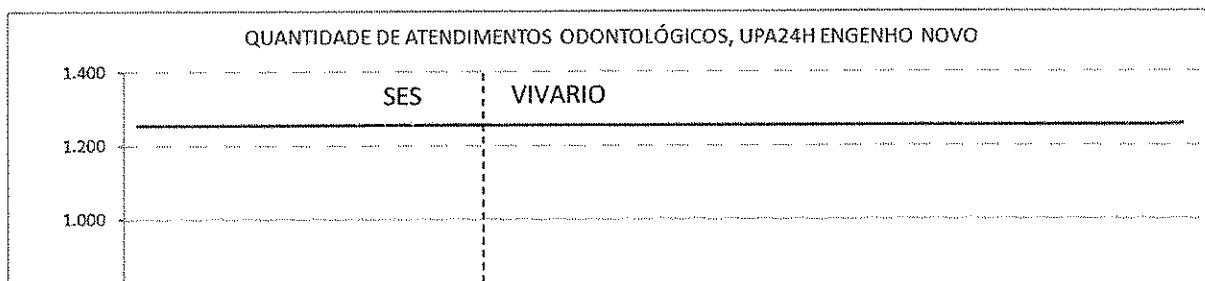 QUANTIDADE DE ATENDIMENTOS ODONTOLÓGICOS, UPA24H ENGENHO NOVO
1.400
SES VIVARIO
1.200
1.000